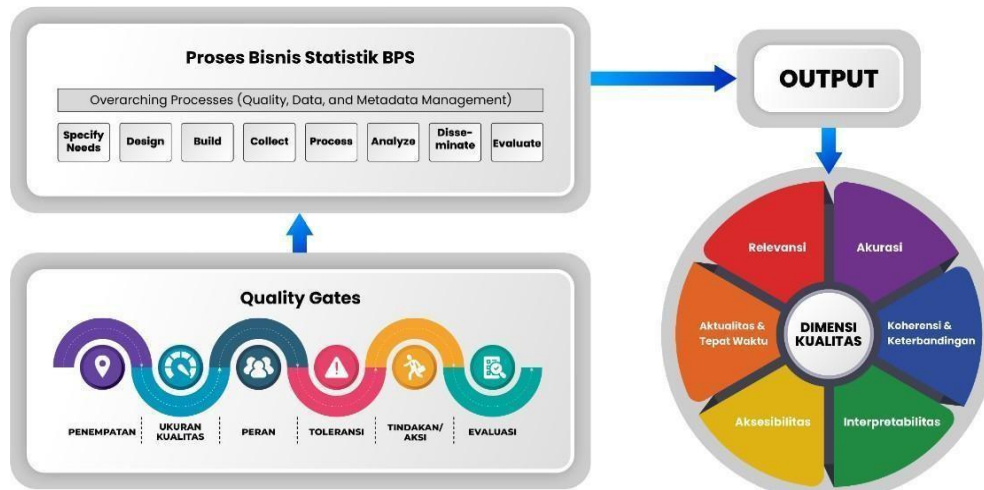 Proses Bisnis Statistik BPS
Overarching Processes (Quality, Data, and Metadata Management)
Specify
Needs
Design
Build
Collect
Process
Analyze
Disse-
minate
Evaluate
OUTPUT
Quality Gates
PENEMPATAN
UKURAN
KUALITAS
PERAN
TOLERANSI
TINDAKAN/
AKSI
EVALUASI
Relevansi
Akurasi
Aktualitas &
Tepat Waktu
DIMENSI
KUALITAS
Koherensi &
Keterbandingan
Aksesibilitas
Interpretabilitas